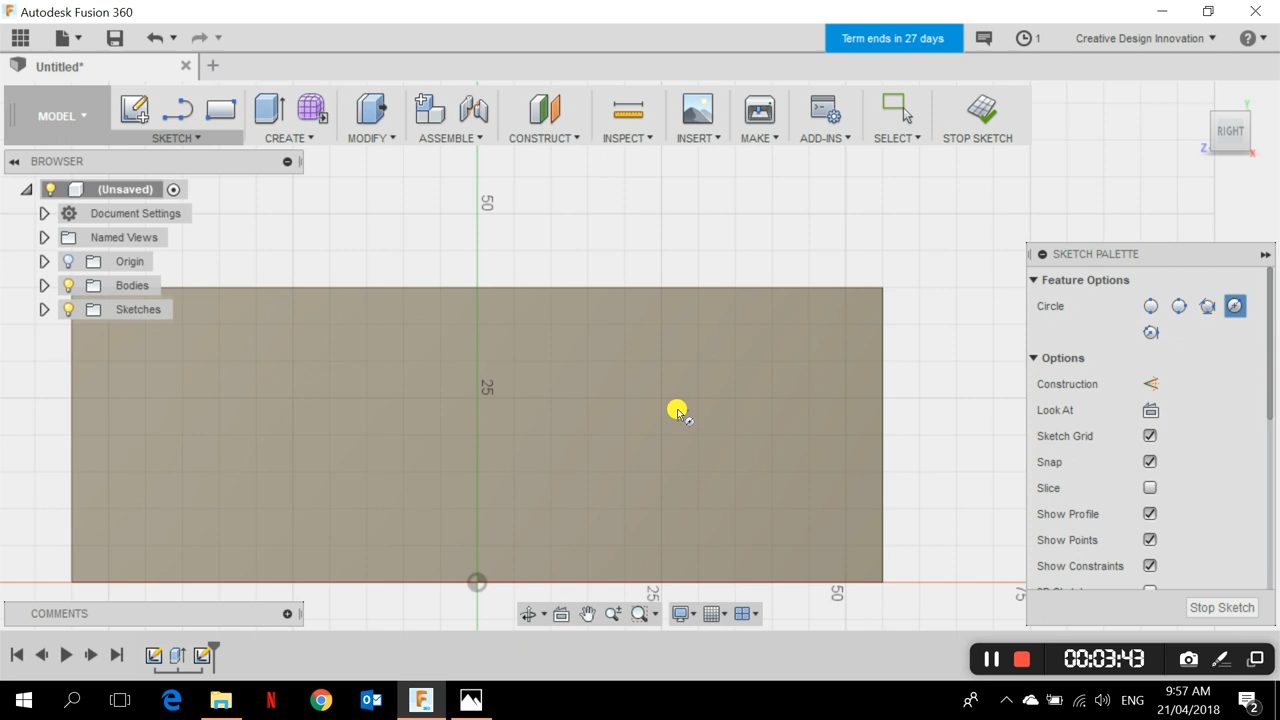 Autodesk Fusion 360
Term ends in 27 days
1
Creative Design Innovation
Untitled*
MODEL
SKETCH
CREATE
MODIFY
ASSEMBLE
CONSTRUCT
INSPECT
INSERT
MAKE
ADD-INS
SELECT
STOP SKETCH
Y
RIGHT
Z
X
BROWSER
(Unsaved)
Document Settings
Named Views
Origin
Bodies
Sketches
50
25
25
50
75
SKETCH PALETTE
Feature Options
Circle
Options
Construction
Look At
Sketch Grid
Snap
Slice
Show Profile
Show Points
Show Constraints
Stop Sketch
COMMENTS
00:03:43
ENG
9:57 AM
21/04/2018
2